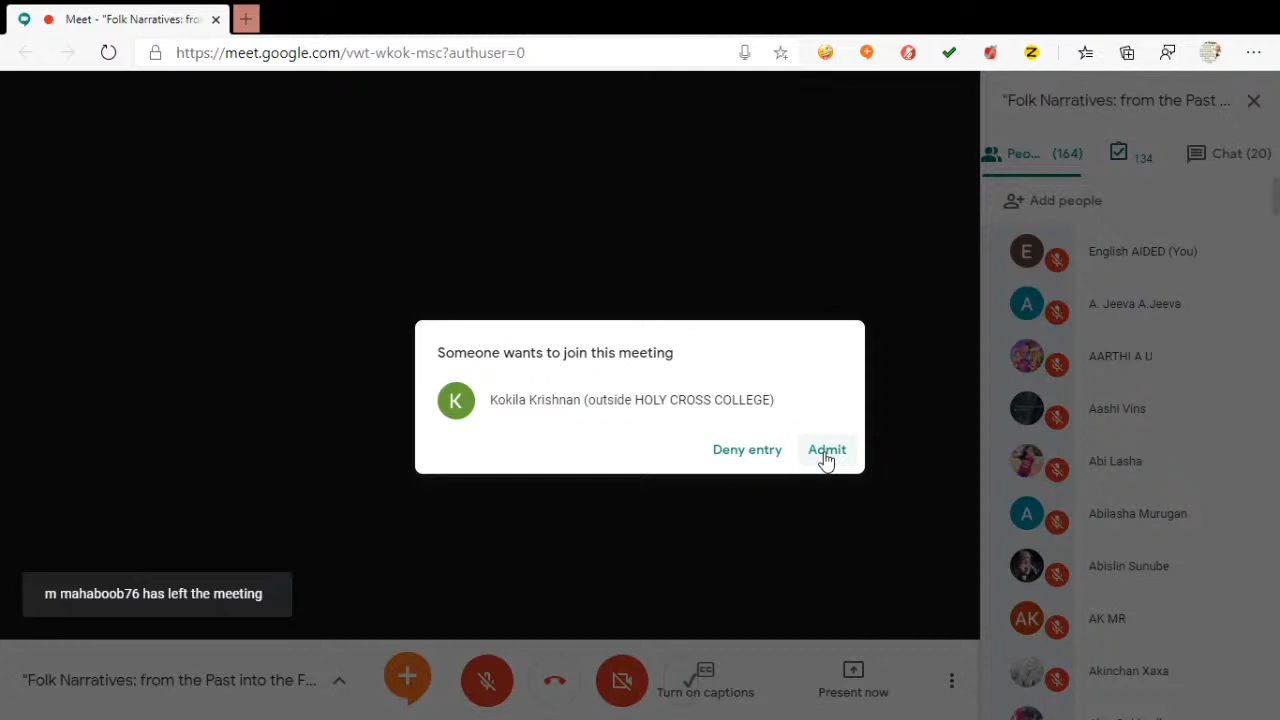 Meet - "Folk Narratives: fro
https://meet.google.com/vwt-wkok-msc?authuser=0
"Folk Narratives: from the Past ...
Peo... (164)
134
Chat (20)
Add people
E
English AIDED (You)
A
A. Jeeva A.Jeeva
AARTHI A U
Aashi Vins
Abi Lasha
A
Abilasha Murugan
Abislin Sunube
AK
AK MR
Akinchan Xaxa
Someone wants to join this meeting
K
Kokila Krishnan (outside HOLY CROSS COLLEGE)
Deny entry
Admit
m mahaboob76 has left the meeting
"Folk Narratives: from the Past into the F...
CC
Turn on captions
Present now